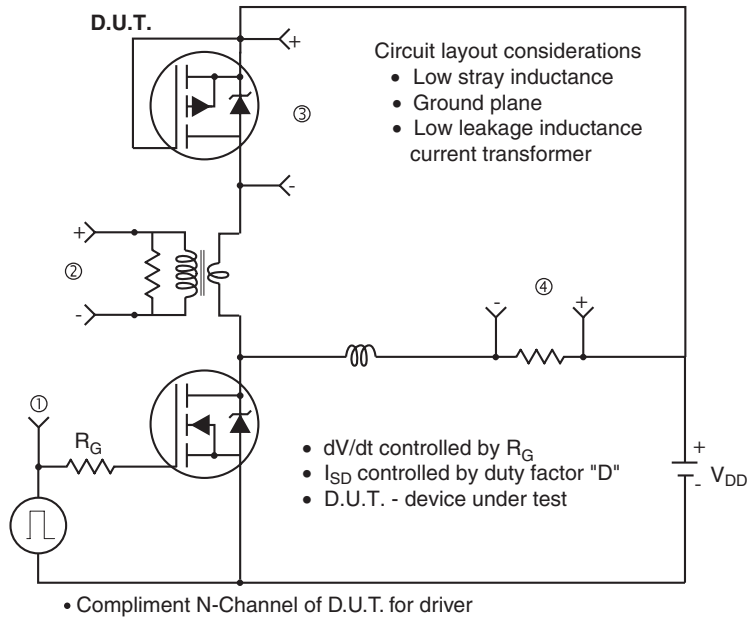 D.U.T.
+
Circuit layout considerations
• Low stray inductance
• Ground plane
• Low leakage inductance
current transformer
③
-
+
②
-
④
-
+
①
R_G
• dV/dt controlled by R_G
• I_SD controlled by duty factor "D"
• D.U.T. - device under test
+
V_DD
-
• Compliment N-Channel of D.U.T. for driver